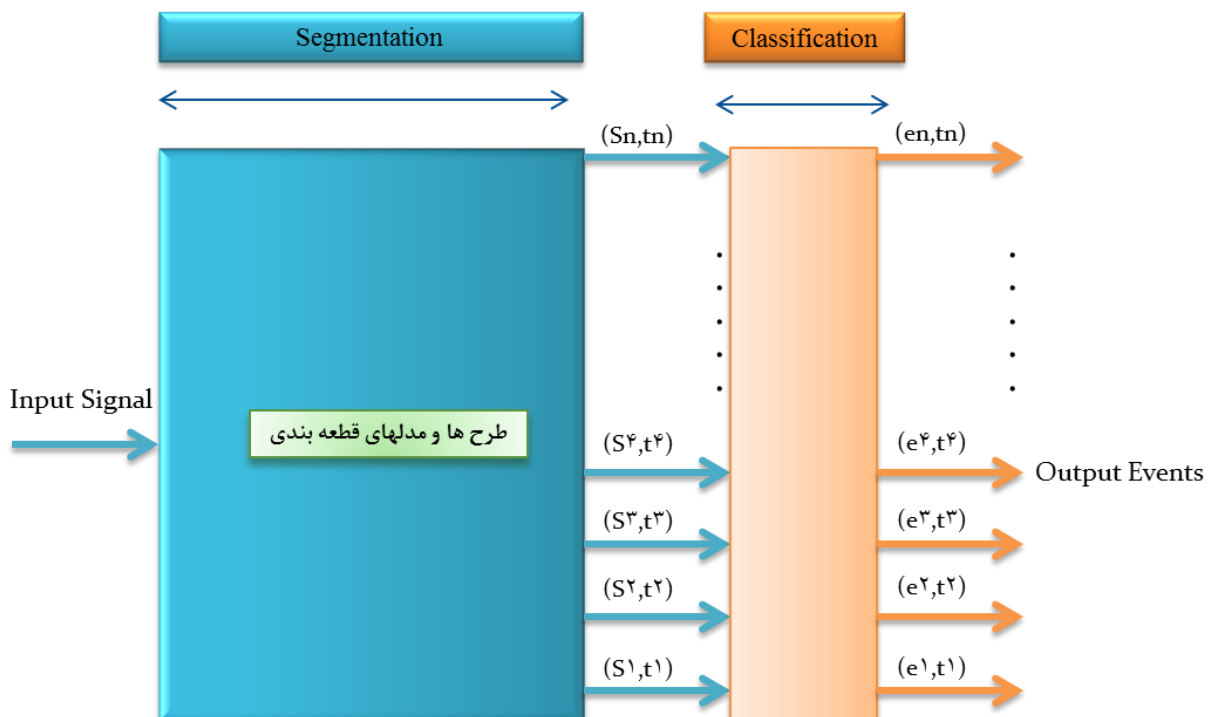 Segmentation
Classification
(Sn,tn)
(en,tn)
Input Signal
طرح ها و مدلهای قطعه بندی
(S۴,t۴)
(e۴,t۴)
Output Events
(S۳,t۳)
(e۳,t۳)
(S۲,t۲)
(e۲,t۲)
(S۱,t۱)
(e۱,t۱)